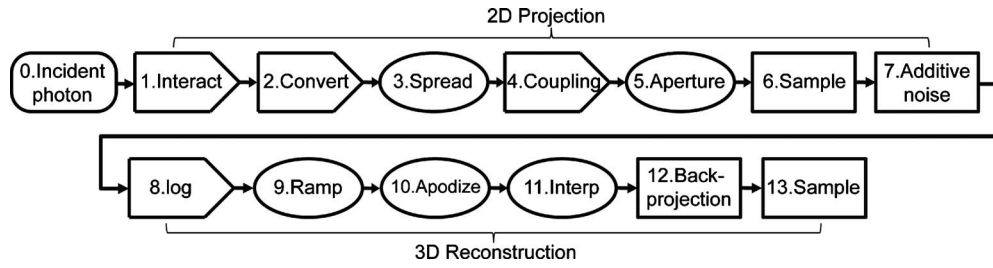 2D Projection
0.Incident
photon
1.Interact
2.Convert
3.Spread
4.Coupling
5.Aperture
6.Sample
7.Additive
noise
8.log
9.Ramp
10.Apodize
11.Interp
12.Back-
projection
13.Sample
3D Reconstruction